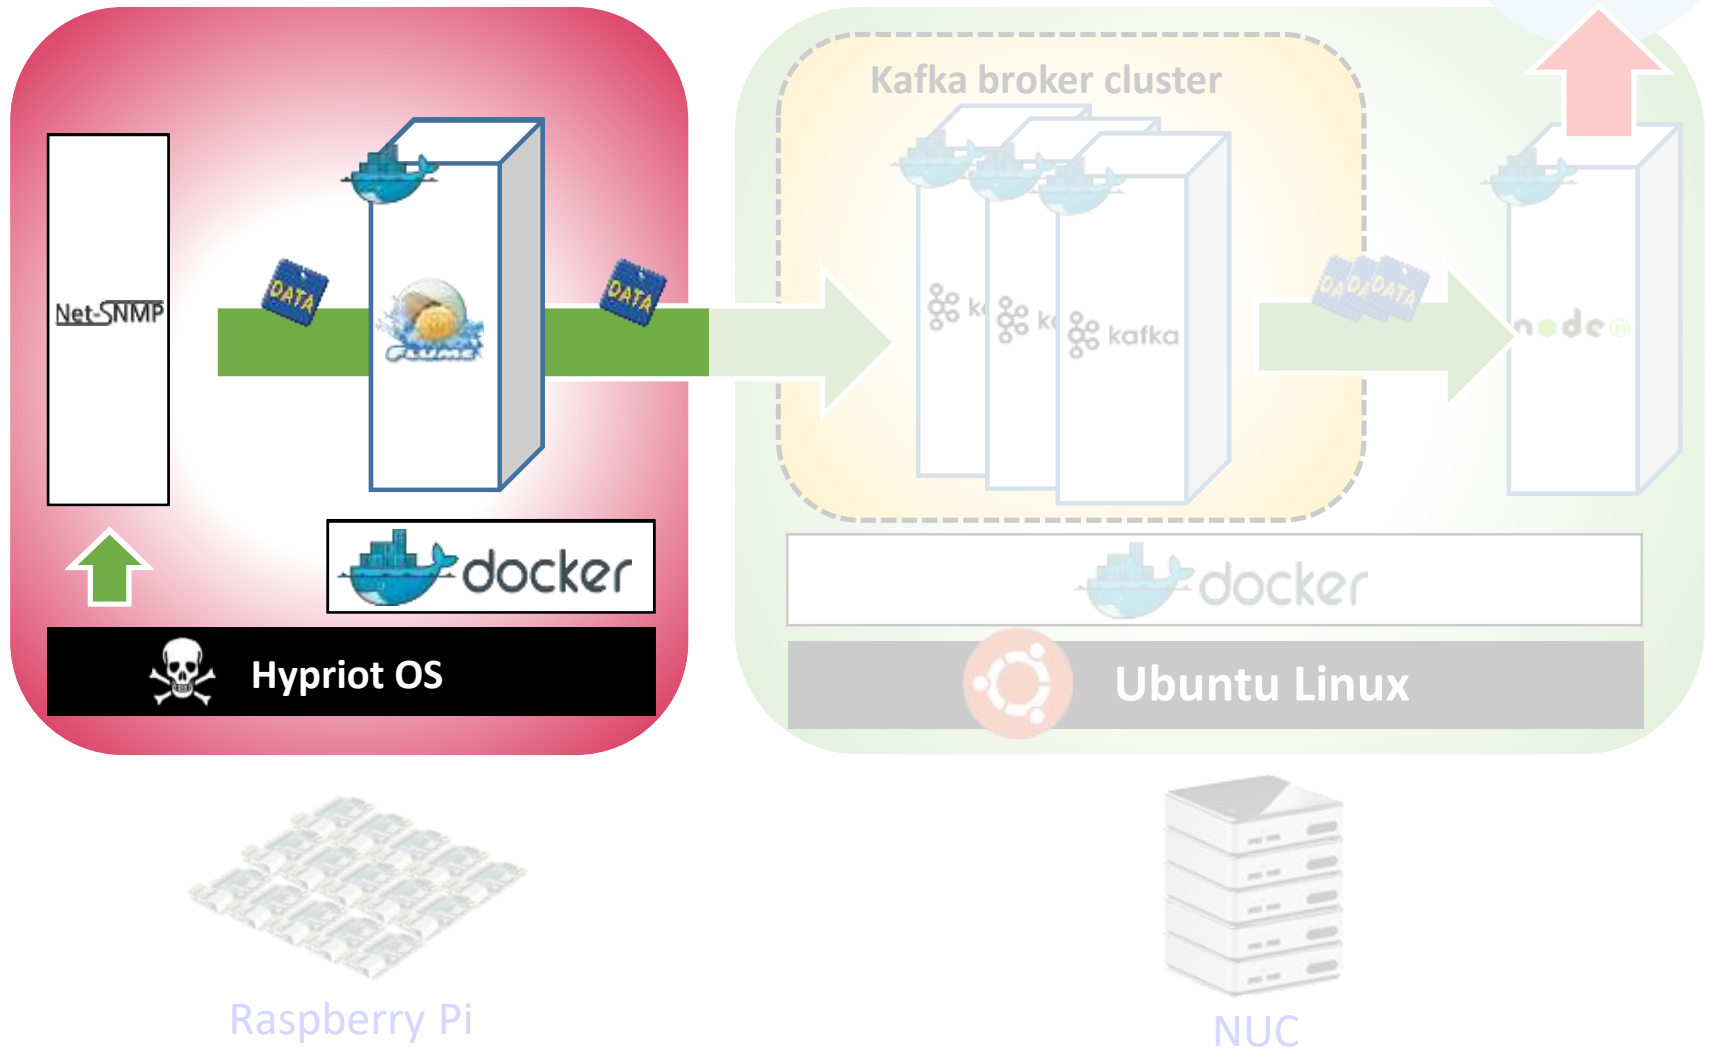 Kafka broker cluster
Net-SNMP
DATA
FLUME
DATA
kafka
DATA
node
docker
docker
Hypriot OS
Ubuntu Linux
Raspberry Pi
NUC